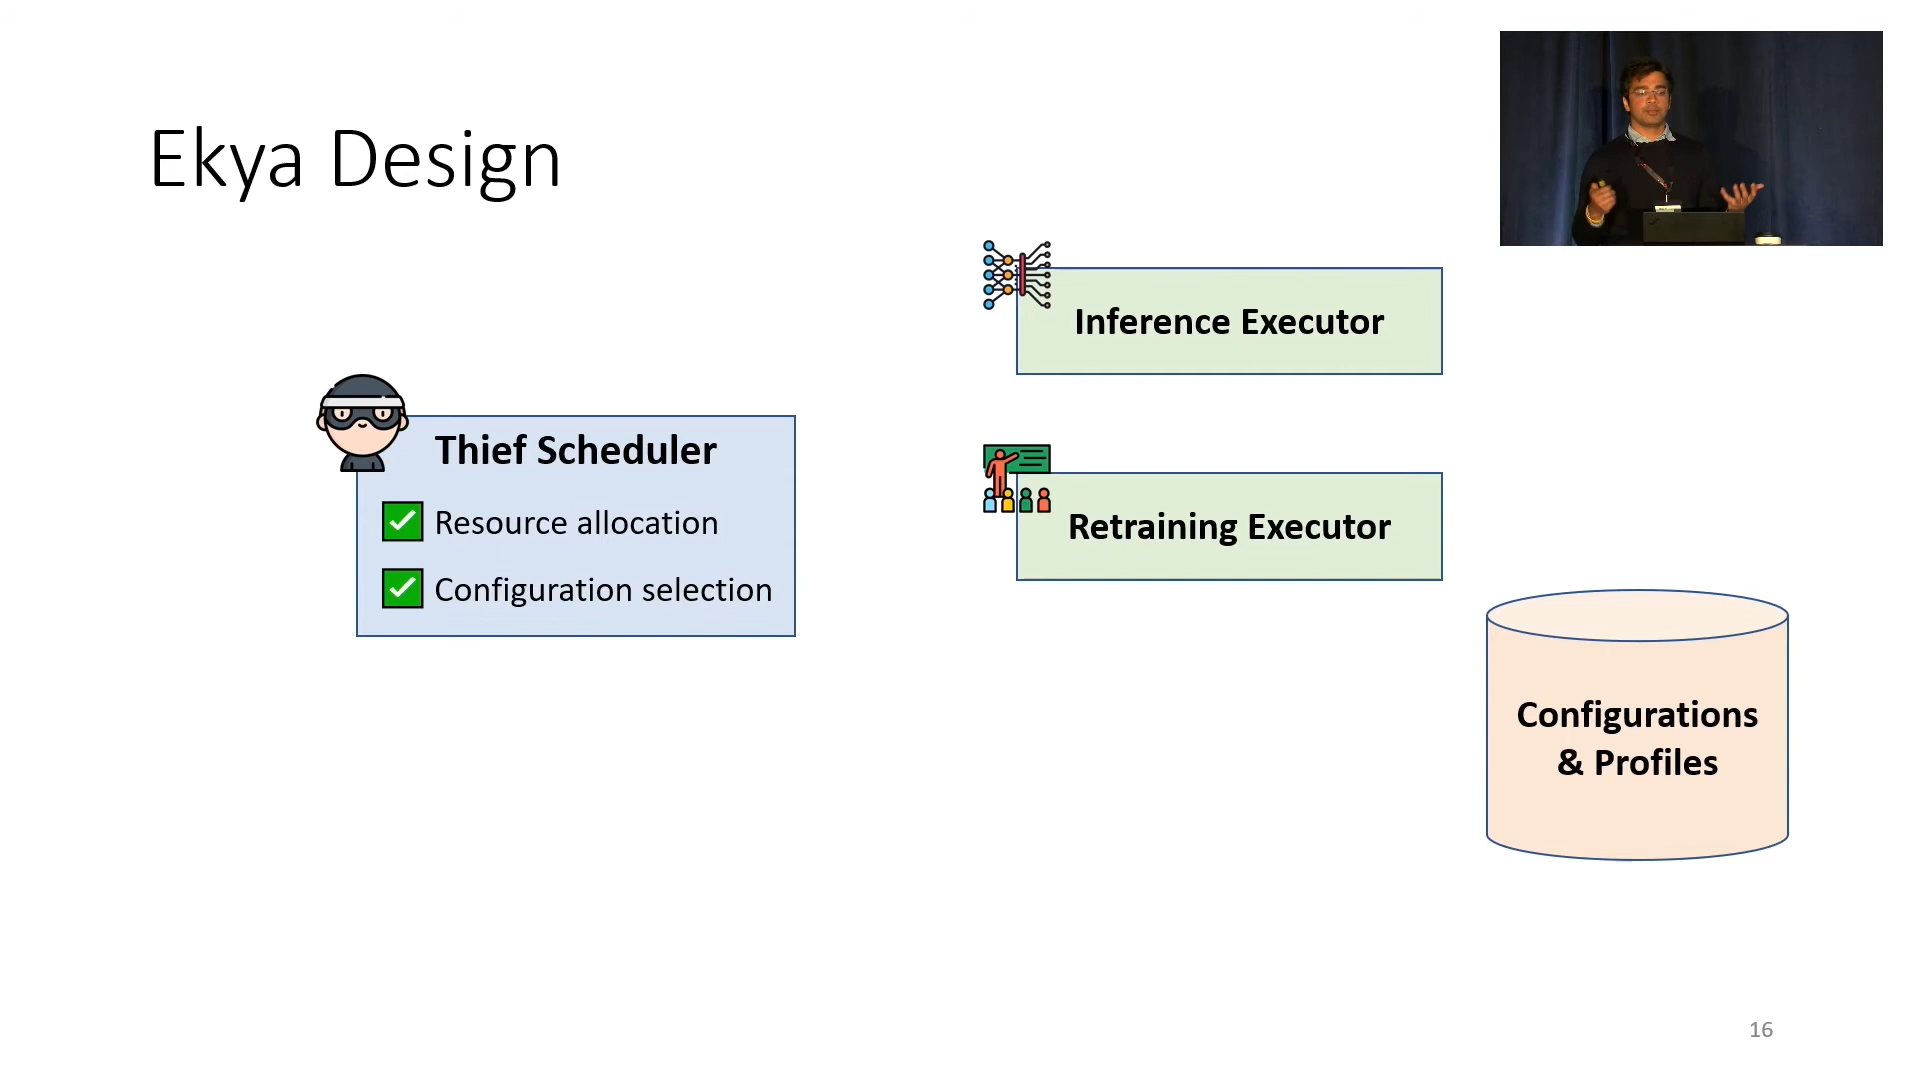 Ekya Design
Inference Executor
Thief Scheduler
Resource allocation
Configuration selection
Retraining Executor
Configurations
& Profiles
16